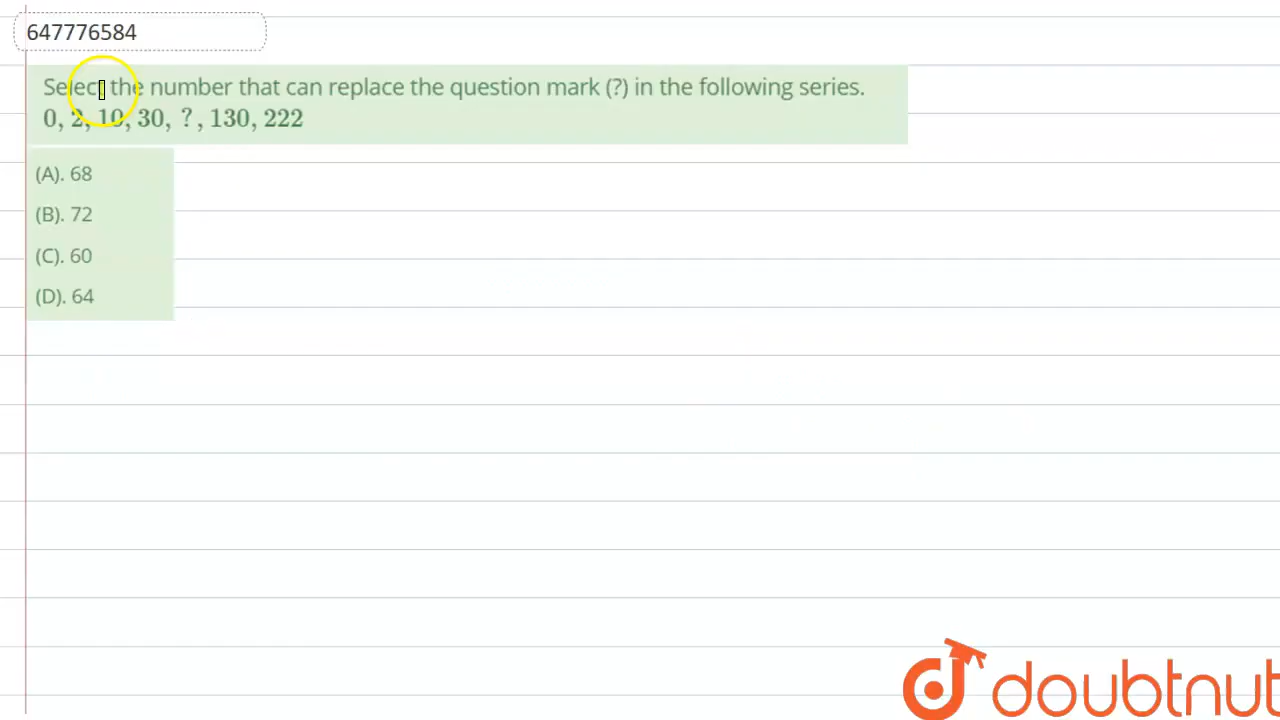 647776584
Select the number that can replace the question mark (?) in the following series.
0, 2, 10, 30, ? , 130, 222
(A). 68
(B). 72
(C). 60
(D). 64
doubtnut